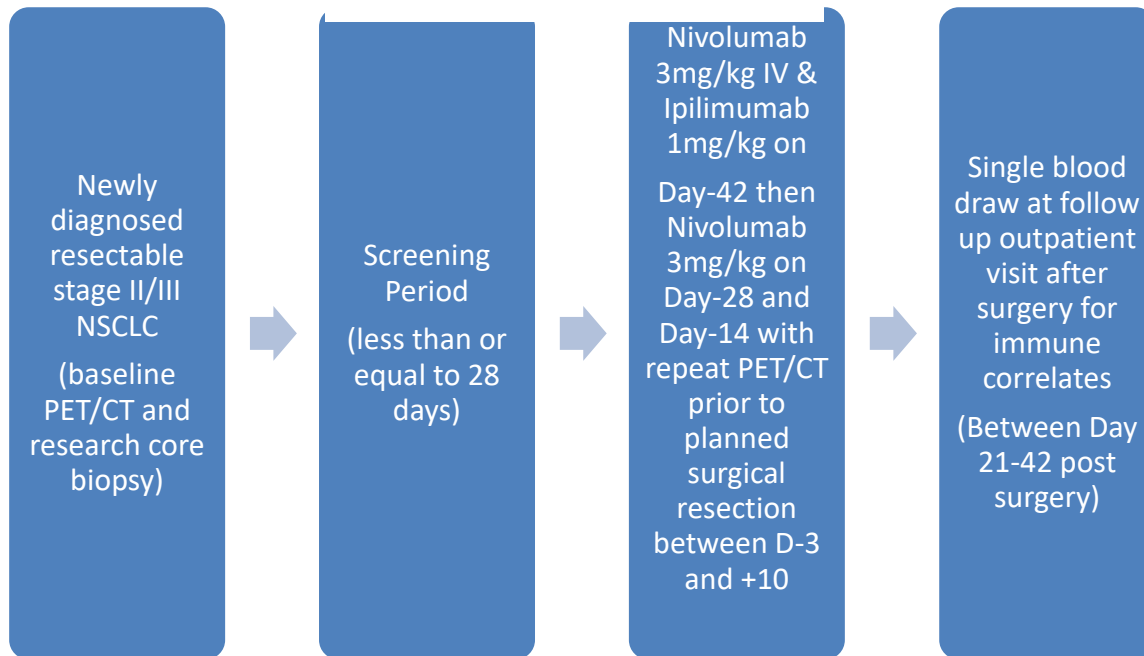 Newly
diagnosed
resectable
stage II/III
NSCLC
(baseline
PET/CT and
research core
biopsy)
Screening
Period
(less than or
equal to 28
days)
Nivolumab
3mg/kg IV &
Ipilimumab
1mg/kg on
Day-42 then
Nivolumab
3mg/kg on
Day-28 and
Day-14 with
repeat PET/CT
prior to
planned
surgical
resection
between D-3
and +10
Single blood
draw at follow
up outpatient
visit after
surgery for
immune
correlates
(Between Day
21-42 post
surgery)